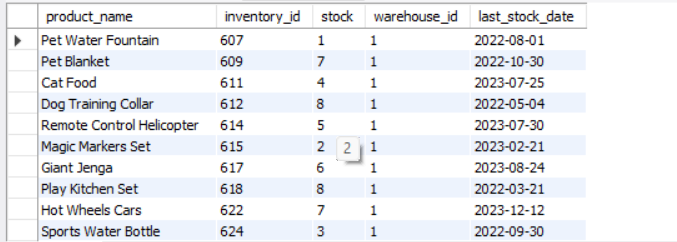 product_name inventory_id stock warehouse_id last_stock_date
Pet Water Fountain 607 1 1 2022-08-01
Pet Blanket 609 7 1 2022-10-30
Cat Food 611 4 1 2023-07-25
Dog Training Collar 612 8 1 2022-05-04
Remote Control Helicopter 614 5 1 2023-07-30
Magic Markers Set 615 2 2 1 2023-02-21
Giant Jenga 617 6 1 2023-08-24
Play Kitchen Set 618 8 1 2022-03-21
Hot Wheels Cars 622 7 1 2023-12-12
Sports Water Bottle 624 3 1 2022-09-30